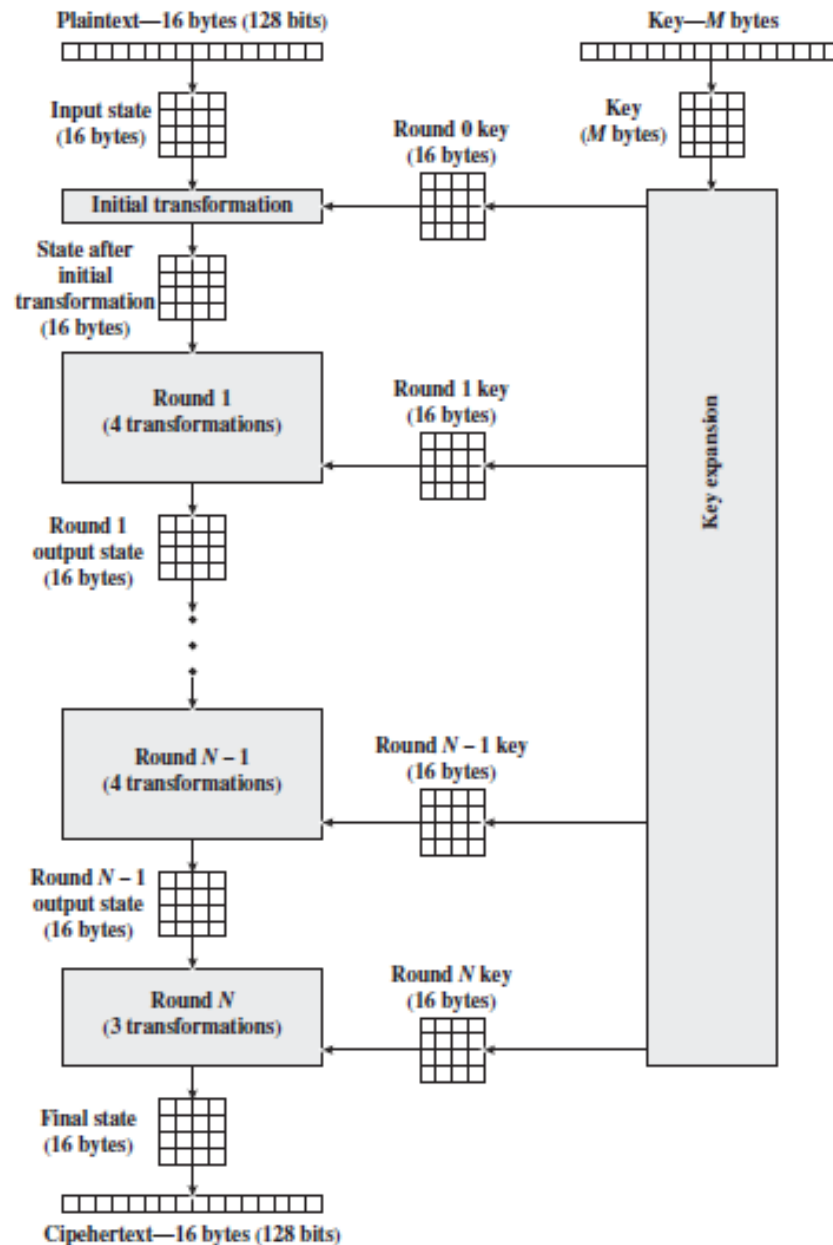 Plaintext—16 bytes (128 bits)
Key—M bytes
Input state
(16 bytes)
Key
(M bytes)
Round 0 key
(16 bytes)
Initial transformation
State after
initial
transformation
(16 bytes)
Round 1
(4 transformations)
Round 1 key
(16 bytes)
Key expansion
Round 1
output state
(16 bytes)
Round N – 1
(4 transformations)
Round N – 1 key
(16 bytes)
Round N – 1
output state
(16 bytes)
Round N
(3 transformations)
Round N key
(16 bytes)
Final state
(16 bytes)
Cipehertext—16 bytes (128 bits)